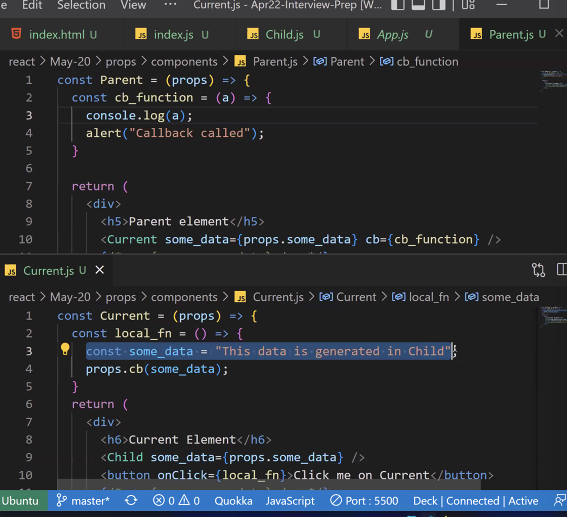 e Edit Selection View ··· Current.js - Apr22-Interview-Prep [W...
index.html U index.js U Child.js U App.js U Parent.js U
react > May-20 > props > components > Parent.js > Parent > cb_function
1 const Parent = (props) => {
2 const cb_function = (a) => {
3 console.log(a);
4 alert("Callback called");
5 }
6
7 return (
8 <div>
9 <h5>Parent element</h5>
10 <Current some_data={props.some_data} cb={cb_function} />
Current.js U
react > May-20 > props > components > Current.js > Current > local_fn > some_data
1 const Current = (props) => {
2 const local_fn = () => {
3 const some_data = "This data is generated in Child";
4 props.cb(some_data);
5 }
6 return (
7 <div>
8 <h6>Current Element</h6>
9 <Child some_data={props.some_data} />
10 <button onClick={local_fn}>Click me on Current</button>
Ubuntu master* 0 0 Quokka JavaScript Port : 5500 Deck | Connected | Active